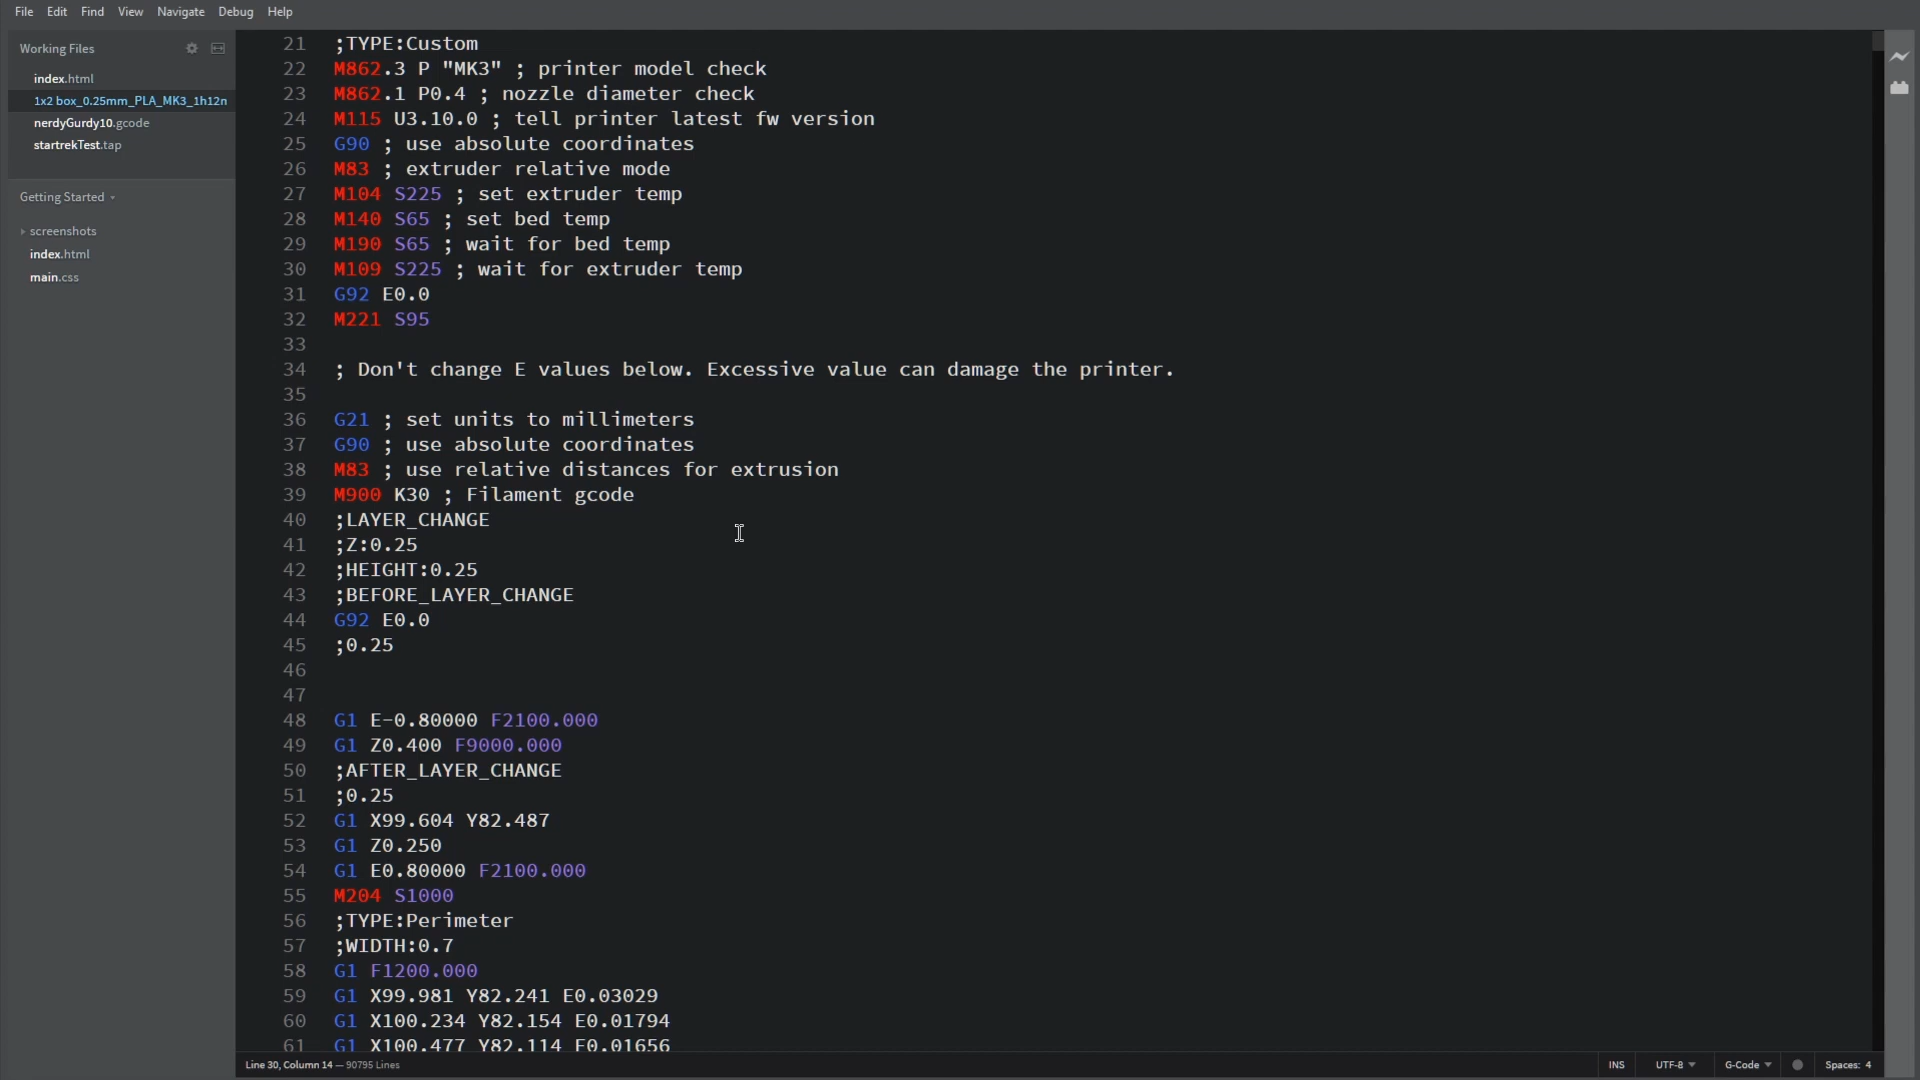 File Edit Find View Navigate Debug Help
Working Files
index.html
1x2 box_0.25mm_PLA_MK3_1h12n
nerdyGurdy10.gcode
startrekTest.tap
Getting Started
screenshots
index.html
main.css
21 ;TYPE:Custom
22 M862.3 P "MK3" ; printer model check
23 M862.1 P0.4 ; nozzle diameter check
24 M115 U3.10.0 ; tell printer latest fw version
25 G90 ; use absolute coordinates
26 M83 ; extruder relative mode
27 M104 S225 ; set extruder temp
28 M140 S65 ; set bed temp
29 M190 S65 ; wait for bed temp
30 M109 S225 ; wait for extruder temp
31 G92 E0.0
32 M221 S95
33
34 ; Don't change E values below. Excessive value can damage the printer.
35
36 G21 ; set units to millimeters
37 G90 ; use absolute coordinates
38 M83 ; use relative distances for extrusion
39 M900 K30 ; Filament gcode
40 ;LAYER_CHANGE
41 ;Z:0.25
42 ;HEIGHT:0.25
43 ;BEFORE_LAYER_CHANGE
44 G92 E0.0
45 ;0.25
46
47
48 G1 E-0.80000 F2100.000
49 G1 Z0.400 F9000.000
50 ;AFTER_LAYER_CHANGE
51 ;0.25
52 G1 X99.604 Y82.487
53 G1 Z0.250
54 G1 E0.80000 F2100.000
55 M204 S1000
56 ;TYPE:Perimeter
57 ;WIDTH:0.7
58 G1 F1200.000
59 G1 X99.981 Y82.241 E0.03029
60 G1 X100.234 Y82.154 E0.01794
61 G1 X100.477 Y82.114 E0.01656
Line 30, Column 14 — 90795 Lines
INS UTF-8 G-Code Spaces: 4